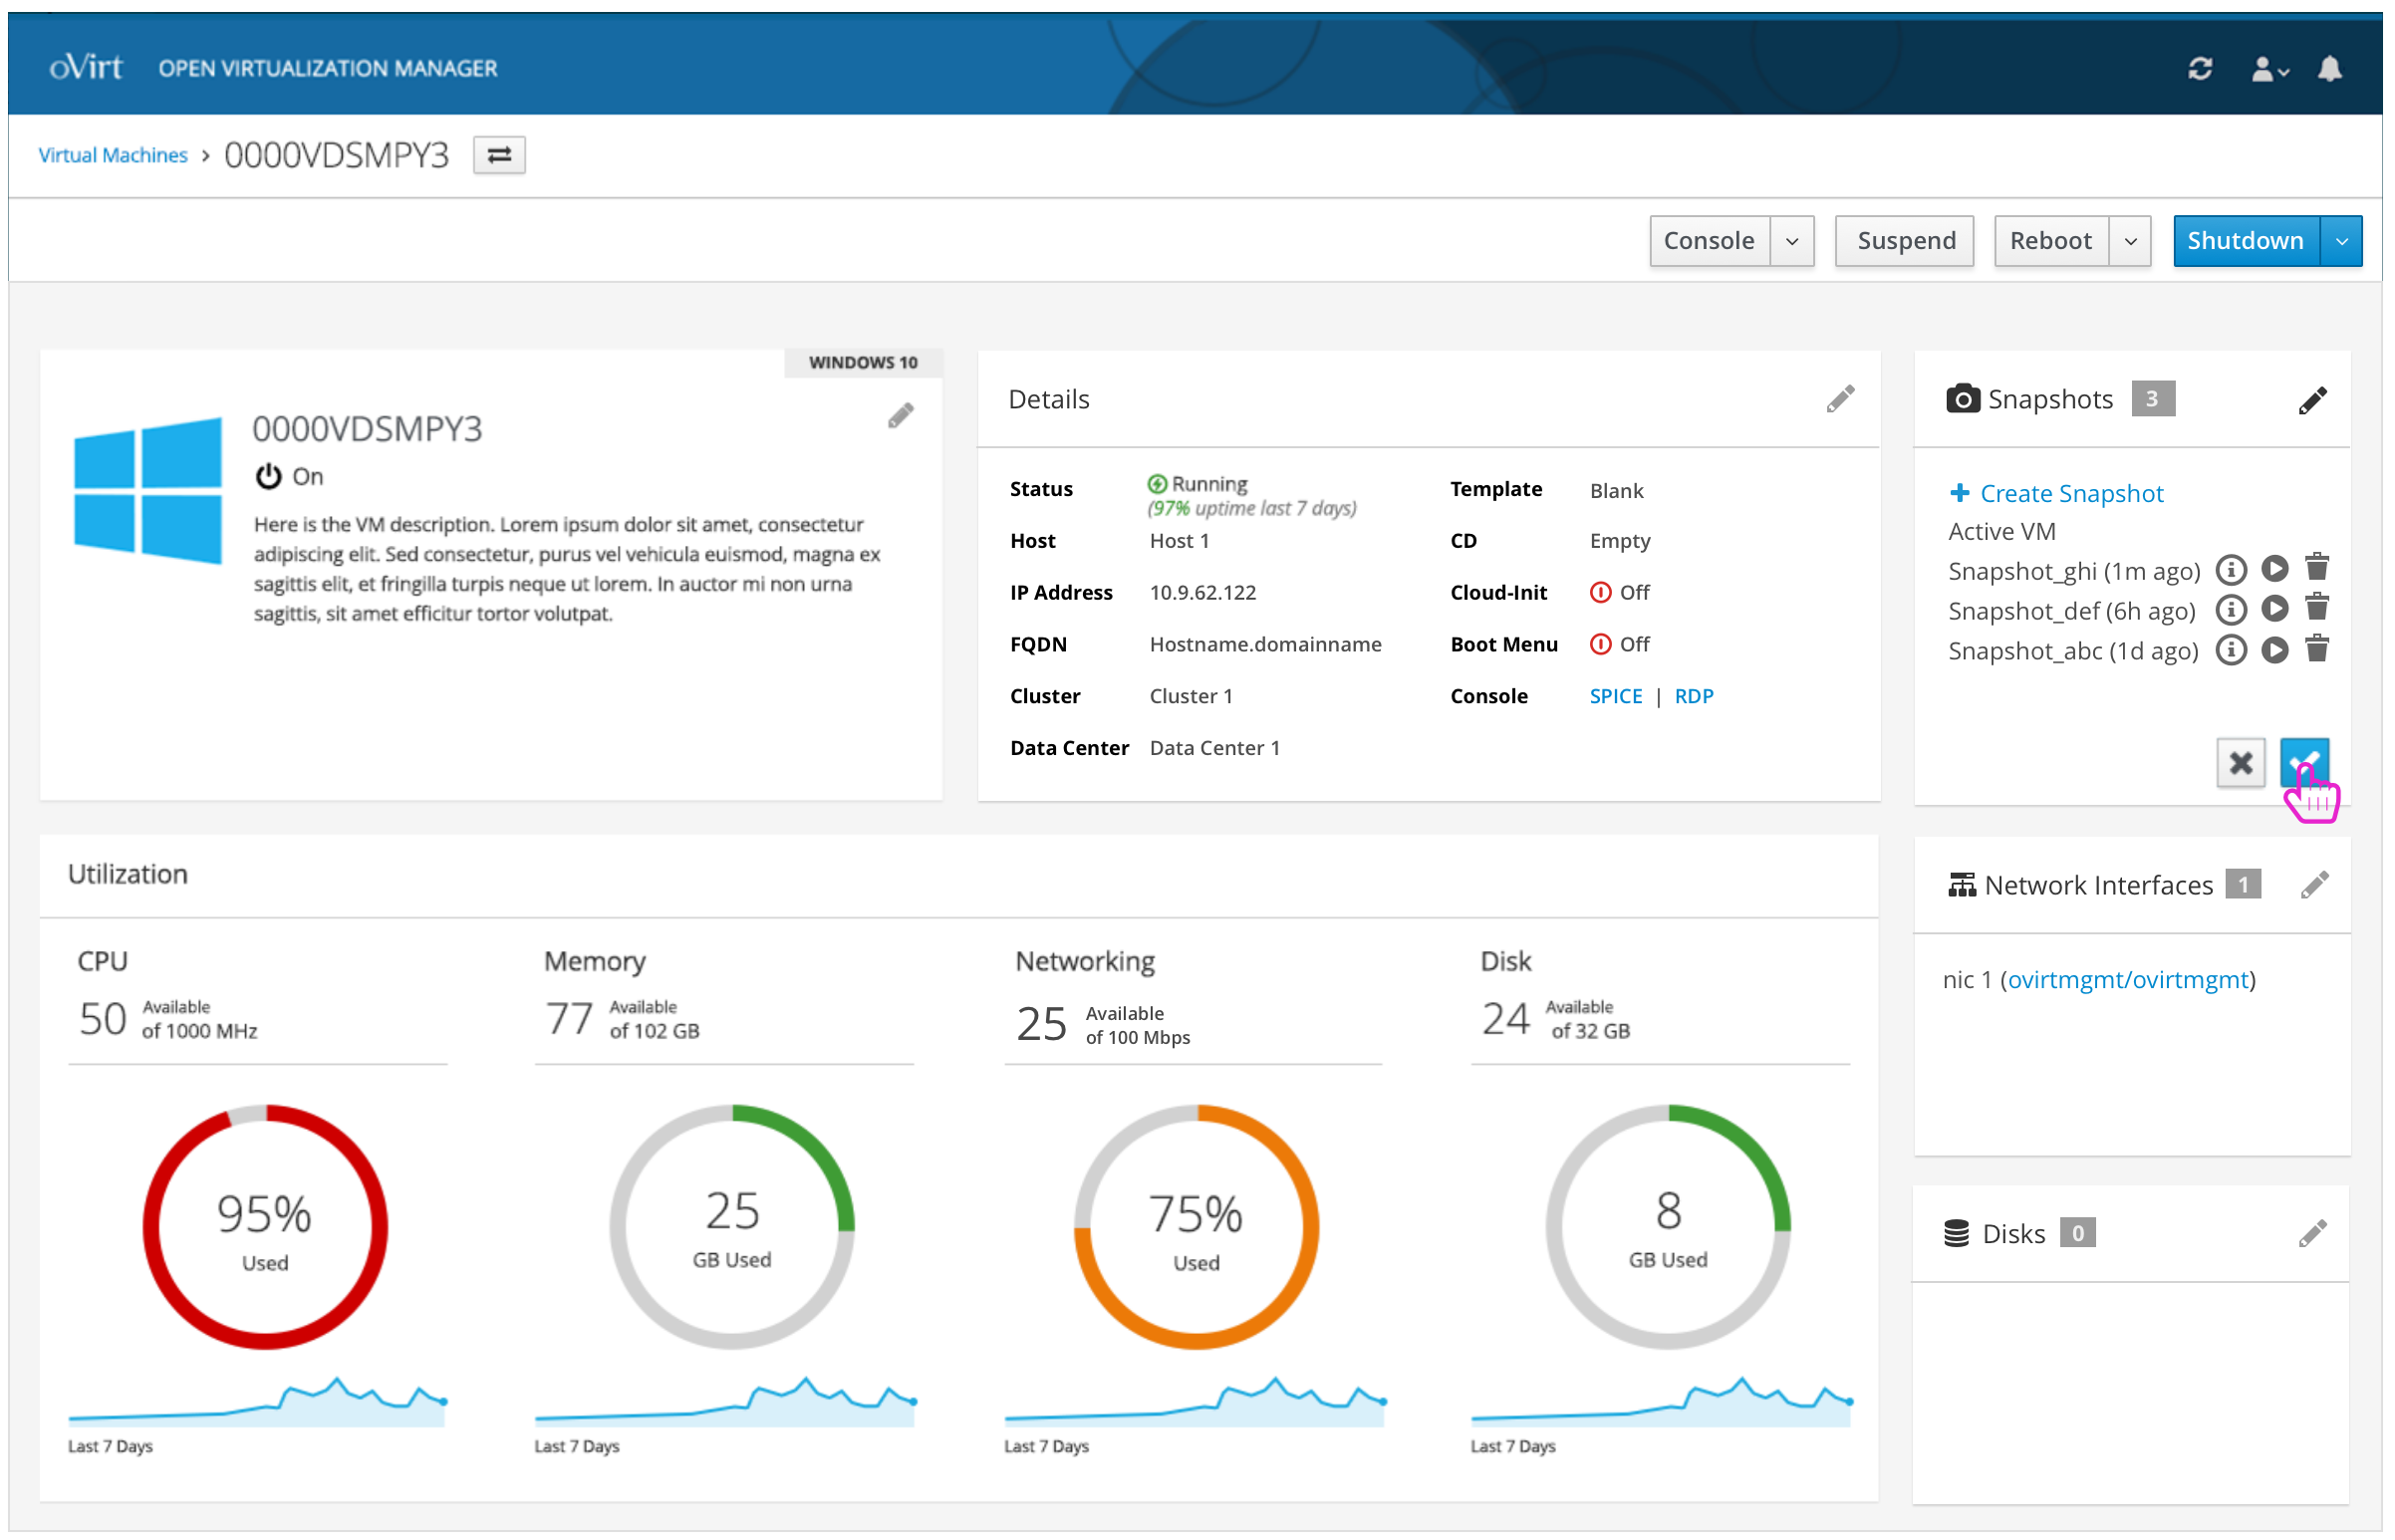 oVirt OPEN VIRTUALIZATION MANAGER
Virtual Machines > 0000VDSMPY3
Console Suspend Reboot Shutdown
WINDOWS 10
0000VDSMPY3
On
Here is the VM description. Lorem ipsum dolor sit amet, consectetur
adipiscing elit. Sed consectetur, purus vel vehicula euismod, magna ex
sagittis elit, et fringilla turpis neque ut lorem. In auctor mi non urna
sagittis, sit amet efficitur tortor volutpat.
Details
Status Running
(97% uptime last 7 days)
Host Host 1
IP Address 10.9.62.122
FQDN Hostname.domainname
Cluster Cluster 1
Data Center Data Center 1
Template Blank
CD Empty
Cloud-Init Off
Boot Menu Off
Console SPICE | RDP
Snapshots 3
+ Create Snapshot
Active VM
Snapshot_ghi (1m ago)
Snapshot_def (6h ago)
Snapshot_abc (1d ago)
Utilization
CPU
50 Available
of 1000 MHz
95%
Used
Last 7 Days
Memory
77 Available
of 102 GB
25
GB Used
Last 7 Days
Networking
25 Available
of 100 Mbps
75%
Used
Last 7 Days
Disk
24 Available
of 32 GB
8
GB Used
Last 7 Days
Network Interfaces 1
nic 1 (ovirtmgmt/ovirtmgmt)
Disks 0